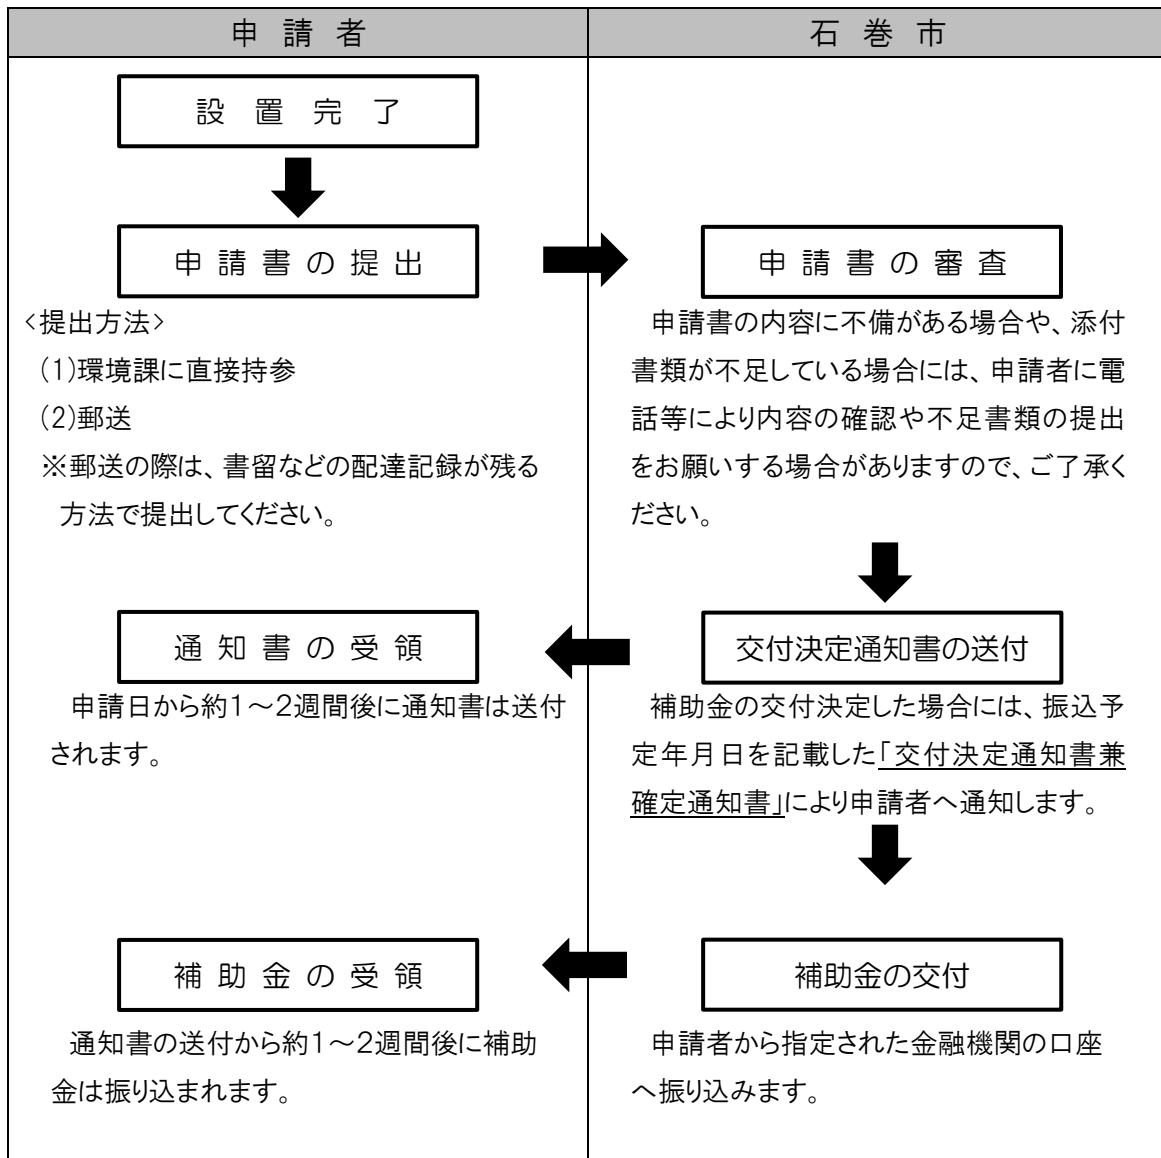 申請者
石巻市
設置完了
申請書の提出
<提出方法>
(1)環境課に直接持参
(2)郵送
※郵送の際は、書留などの配達記録が残る
方法で提出してください。
申請書の審査
申請書の内容に不備がある場合や、添付
書類が不足している場合には、申請者に電
話等により内容の確認や不足書類の提出
をお願いする場合がありますので、ご了承く
ださい。
通知書の受領
申請日から約1～2週間後に通知書は送付
されます。
交付決定通知書の送付
補助金の交付決定した場合には、振込予
定年月日を記載した「交付決定通知書兼
確定通知書」により申請者へ通知します。
補助金の受領
通知書の送付から約1～2週間後に補助
金は振り込まれます。
補助金の交付
申請者から指定された金融機関の口座
へ振り込みます。